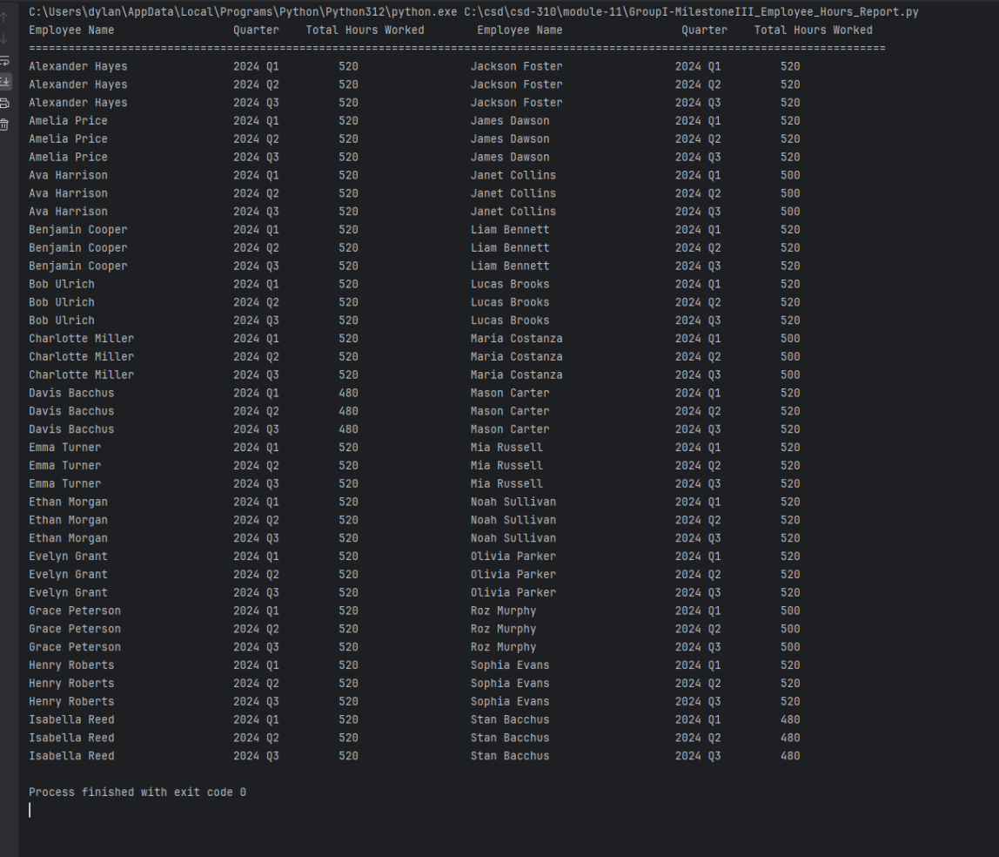 C:\Users\dylan\AppData\Local\Programs\Python\Python312\python.exe C:\csd\csd-310\module-11\GroupI-MilestoneIII_Employee_Hours_Report.py
Employee Name Quarter Total Hours Worked Employee Name Quarter Total Hours Worked
==================================================================================================================================
Alexander Hayes 2024 Q1 520 Jackson Foster 2024 Q1 520
Alexander Hayes 2024 Q2 520 Jackson Foster 2024 Q2 520
Alexander Hayes 2024 Q3 520 Jackson Foster 2024 Q3 520
Amelia Price 2024 Q1 520 James Dawson 2024 Q1 520
Amelia Price 2024 Q2 520 James Dawson 2024 Q2 520
Amelia Price 2024 Q3 520 James Dawson 2024 Q3 520
Ava Harrison 2024 Q1 520 Janet Collins 2024 Q1 500
Ava Harrison 2024 Q2 520 Janet Collins 2024 Q2 500
Ava Harrison 2024 Q3 520 Janet Collins 2024 Q3 500
Benjamin Cooper 2024 Q1 520 Liam Bennett 2024 Q1 520
Benjamin Cooper 2024 Q2 520 Liam Bennett 2024 Q2 520
Benjamin Cooper 2024 Q3 520 Liam Bennett 2024 Q3 520
Bob Ulrich 2024 Q1 520 Lucas Brooks 2024 Q1 520
Bob Ulrich 2024 Q2 520 Lucas Brooks 2024 Q2 520
Bob Ulrich 2024 Q3 520 Lucas Brooks 2024 Q3 520
Charlotte Miller 2024 Q1 520 Maria Costanza 2024 Q1 500
Charlotte Miller 2024 Q2 520 Maria Costanza 2024 Q2 500
Charlotte Miller 2024 Q3 520 Maria Costanza 2024 Q3 500
Davis Bacchus 2024 Q1 480 Mason Carter 2024 Q1 520
Davis Bacchus 2024 Q2 480 Mason Carter 2024 Q2 520
Davis Bacchus 2024 Q3 480 Mason Carter 2024 Q3 520
Emma Turner 2024 Q1 520 Mia Russell 2024 Q1 520
Emma Turner 2024 Q2 520 Mia Russell 2024 Q2 520
Emma Turner 2024 Q3 520 Mia Russell 2024 Q3 520
Ethan Morgan 2024 Q1 520 Noah Sullivan 2024 Q1 520
Ethan Morgan 2024 Q2 520 Noah Sullivan 2024 Q2 520
Ethan Morgan 2024 Q3 520 Noah Sullivan 2024 Q3 520
Evelyn Grant 2024 Q1 520 Olivia Parker 2024 Q1 520
Evelyn Grant 2024 Q2 520 Olivia Parker 2024 Q2 520
Evelyn Grant 2024 Q3 520 Olivia Parker 2024 Q3 520
Grace Peterson 2024 Q1 520 Roz Murphy 2024 Q1 500
Grace Peterson 2024 Q2 520 Roz Murphy 2024 Q2 500
Grace Peterson 2024 Q3 520 Roz Murphy 2024 Q3 500
Henry Roberts 2024 Q1 520 Sophia Evans 2024 Q1 520
Henry Roberts 2024 Q2 520 Sophia Evans 2024 Q2 520
Henry Roberts 2024 Q3 520 Sophia Evans 2024 Q3 520
Isabella Reed 2024 Q1 520 Stan Bacchus 2024 Q1 480
Isabella Reed 2024 Q2 520 Stan Bacchus 2024 Q2 480
Isabella Reed 2024 Q3 520 Stan Bacchus 2024 Q3 480
Process finished with exit code 0